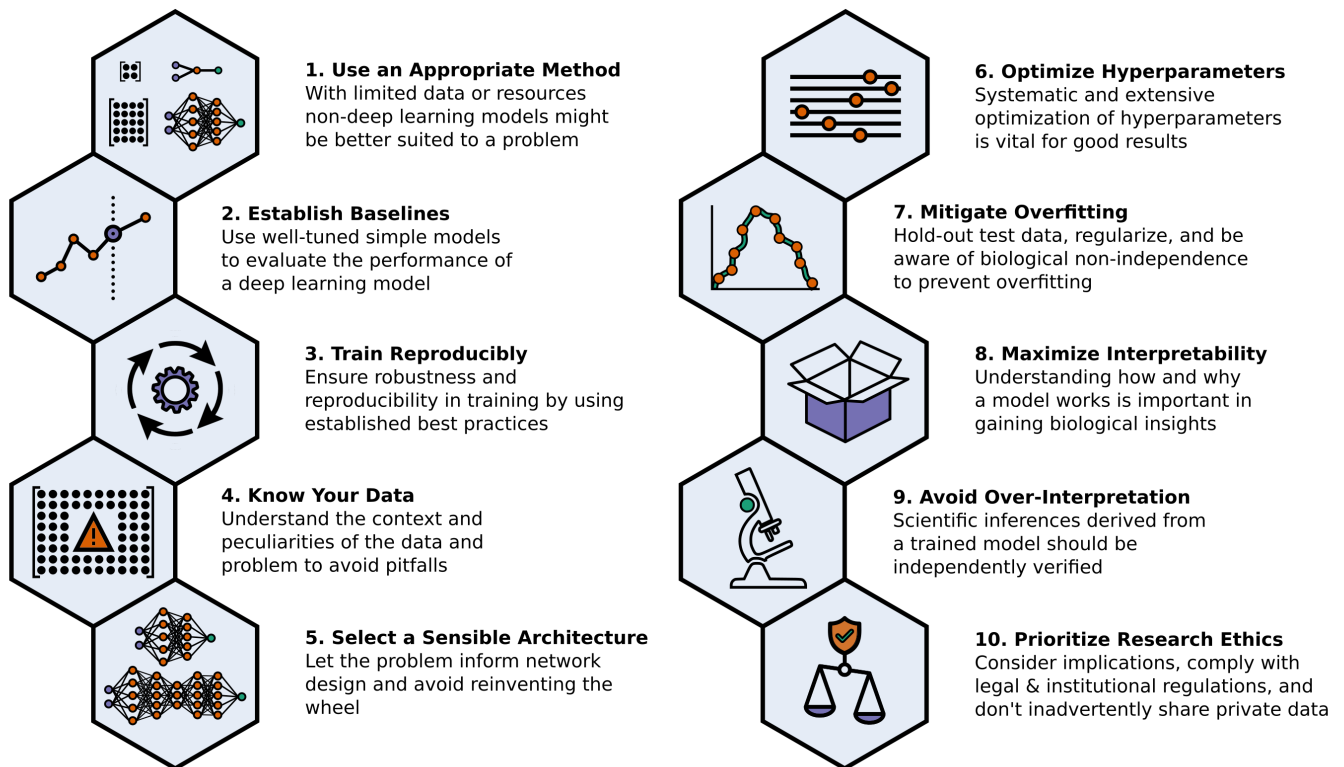 1. Use an Appropriate Method
With limited data or resources
non-deep learning models might
be better suited to a problem
2. Establish Baselines
Use well-tuned simple models
to evaluate the performance of
a deep learning model
3. Train Reproducibly
Ensure robustness and
reproducibility in training by using
established best practices
4. Know Your Data
Understand the context and
peculiarities of the data and
problem to avoid pitfalls
!
5. Select a Sensible Architecture
Let the problem inform network
design and avoid reinventing the
wheel
6. Optimize Hyperparameters
Systematic and extensive
optimization of hyperparameters
is vital for good results
7. Mitigate Overfitting
Hold-out test data, regularize, and be
aware of biological non-independence
to prevent overfitting
8. Maximize Interpretability
Understanding how and why
a model works is important in
gaining biological insights
9. Avoid Over-Interpretation
Scientific inferences derived from
a trained model should be
independently verified
10. Prioritize Research Ethics
Consider implications, comply with
legal & institutional regulations, and
don't inadvertently share private data